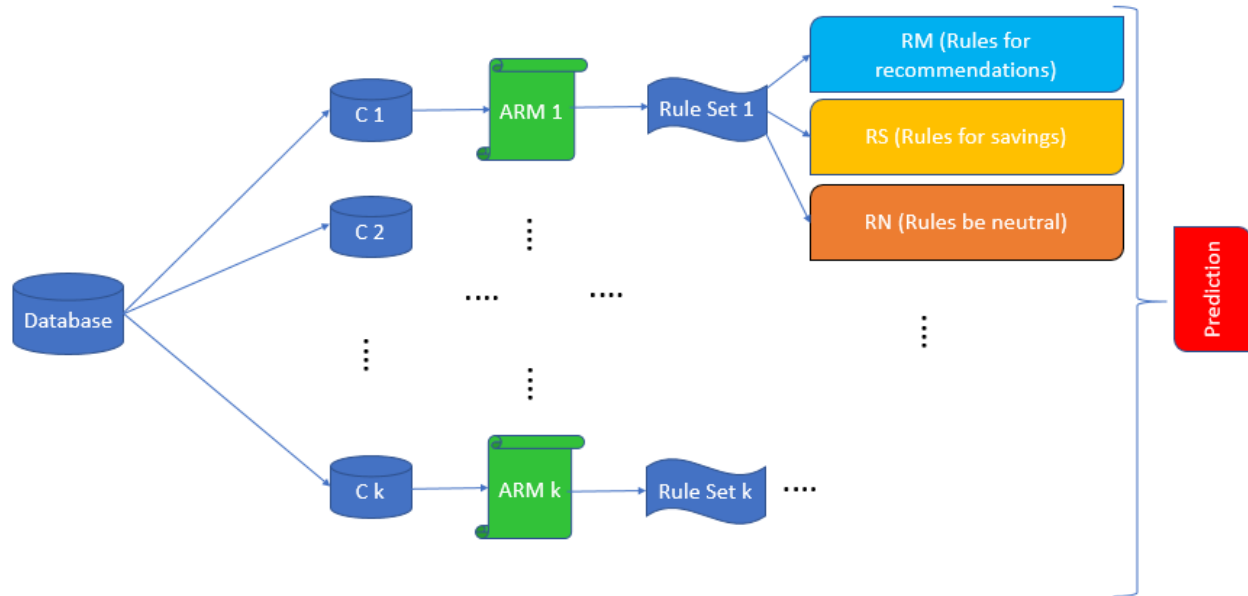 RM (Rules for
recommendations)
C 1
ARM 1
Rule Set 1
RS (Rules for savings)
C 2
RN (Rules be neutral)
Database
Prediction
C k
ARM k
Rule Set k